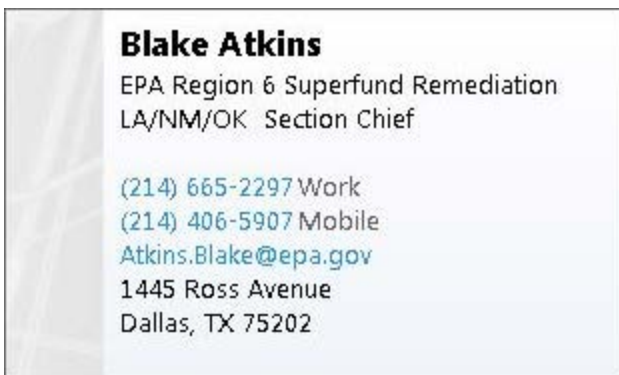 Blake Atkins
EPA Region 6 Superfund Remediation
LA/NM/OK  Section Chief
(214) 665-2297 Work
(214) 406-5907 Mobile
Atkins.Blake@epa.gov
1445 Ross Avenue
Dallas, TX 75202